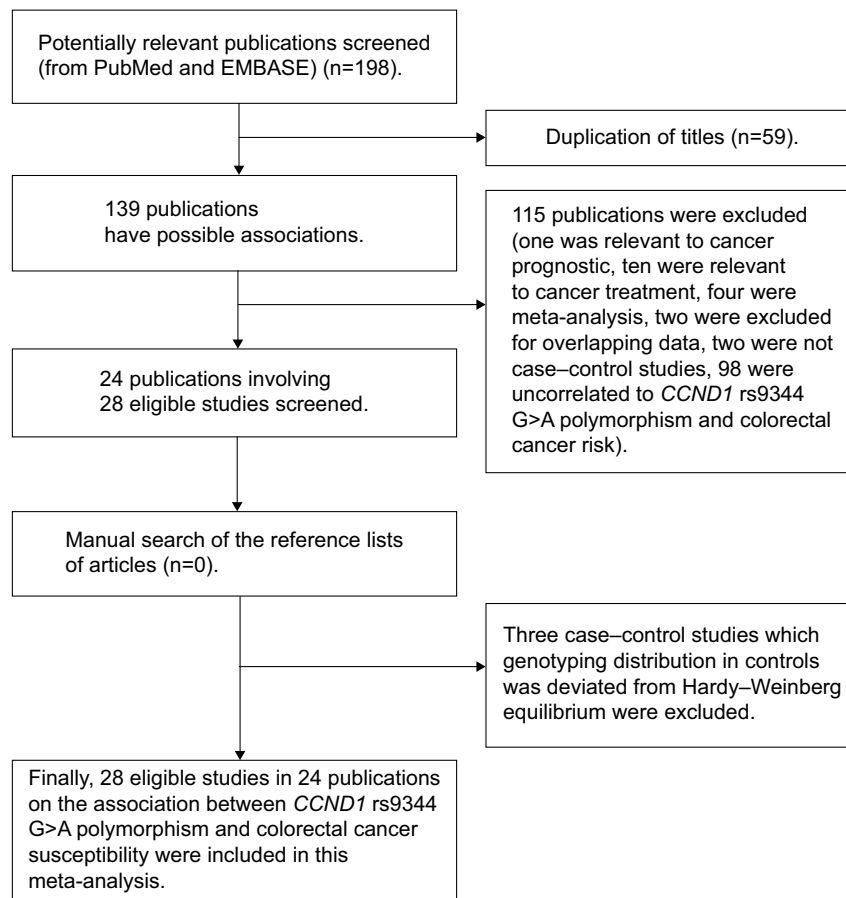 Potentially relevant publications screened
(from PubMed and EMBASE) (n=198).
Duplication of titles (n=59).
139 publications
have possible associations.
115 publications were excluded
(one was relevant to cancer
prognostic, ten were relevant
to cancer treatment, four were
meta-analysis, two were excluded
for overlapping data, two were not
case–control studies, 98 were
uncorrelated to CCND1 rs9344
G>A polymorphism and colorectal
cancer risk).
24 publications involving
28 eligible studies screened.
Manual search of the reference lists
of articles (n=0).
Three case–control studies which
genotyping distribution in controls
was deviated from Hardy–Weinberg
equilibrium were excluded.
Finally, 28 eligible studies in 24 publications
on the association between CCND1 rs9344
G>A polymorphism and colorectal cancer
susceptibility were included in this
meta-analysis.